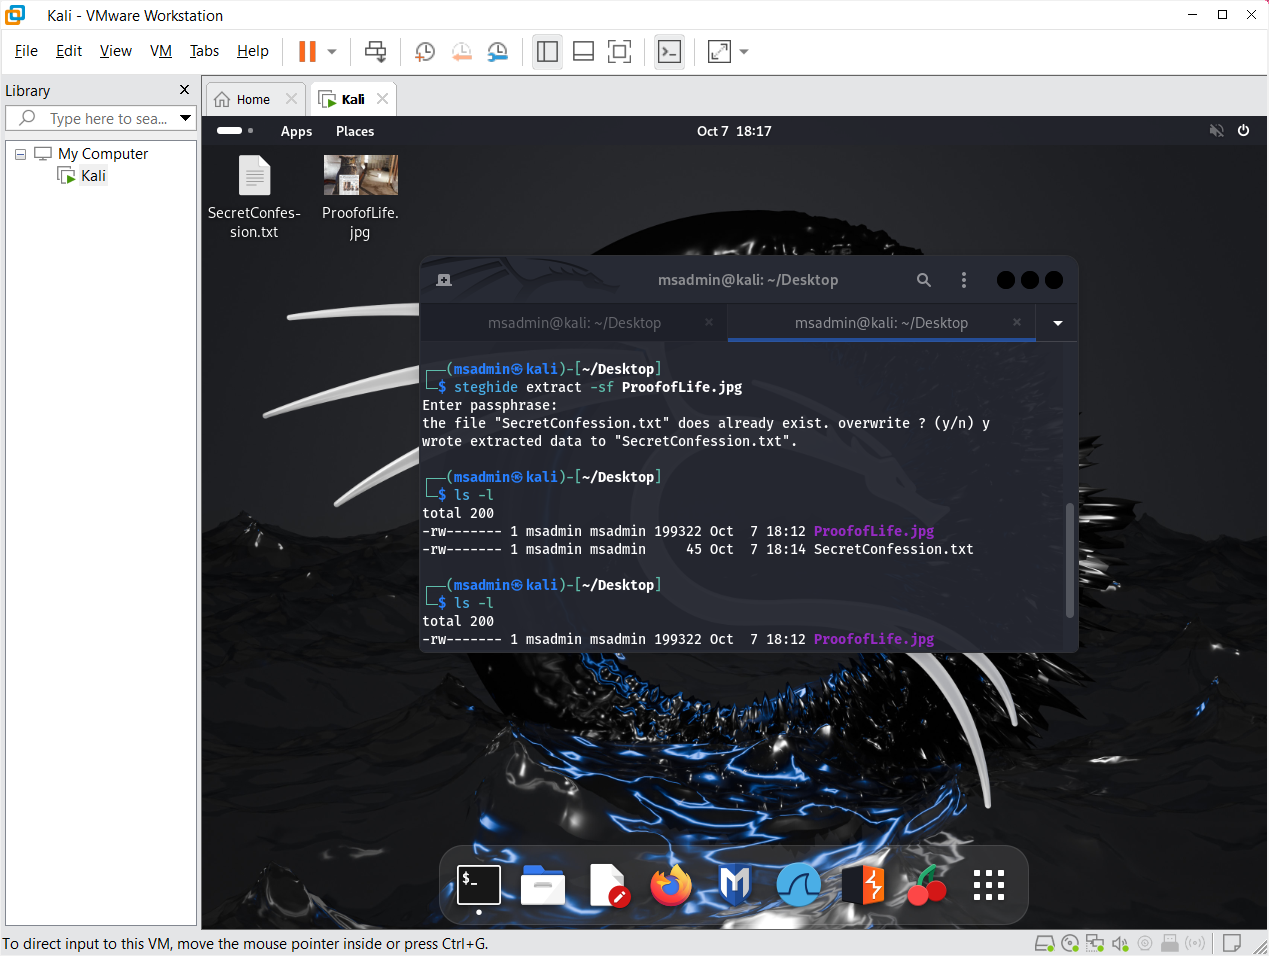 Kali - VMware Workstation
File Edit View VM Tabs Help
Library
Type here to sea...
My Computer
Kali
Home
Kali
Apps Places
Oct 7 18:17
SecretConfes-
sion.txt
ProofofLife.
jpg
msadmin@kali: ~/Desktop
msadmin@kali: ~/Desktop
msadmin@kali: ~/Desktop
┌──(msadmin㉿kali)-[~/Desktop]
└─$ steghide extract -sf ProofofLife.jpg
Enter passphrase:
the file "SecretConfession.txt" does already exist. overwrite ? (y/n) y
wrote extracted data to "SecretConfession.txt".
┌──(msadmin㉿kali)-[~/Desktop]
└─$ ls -l
total 200
-rw------- 1 msadmin msadmin 199322 Oct  7 18:12 ProofofLife.jpg
-rw------- 1 msadmin msadmin     45 Oct  7 18:14 SecretConfession.txt
┌──(msadmin㉿kali)-[~/Desktop]
└─$ ls -l
total 200
-rw------- 1 msadmin msadmin 199322 Oct  7 18:12 ProofofLife.jpg
$_
To direct input to this VM, move the mouse pointer inside or press Ctrl+G.